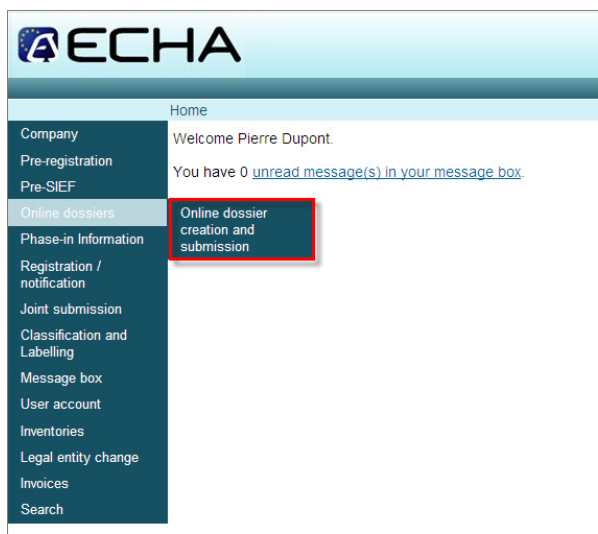 ECHA
Home
Company
Welcome Pierre Dupont.
Pre-registration
You have 0 unread message(s) in your message box.
Pre-SIEF
Online dossiers
Online dossier
creation and
submission
Phase-in Information
Registration /
notification
Joint submission
Classification and
Labelling
Message box
User account
Inventories
Legal entity change
Invoices
Search